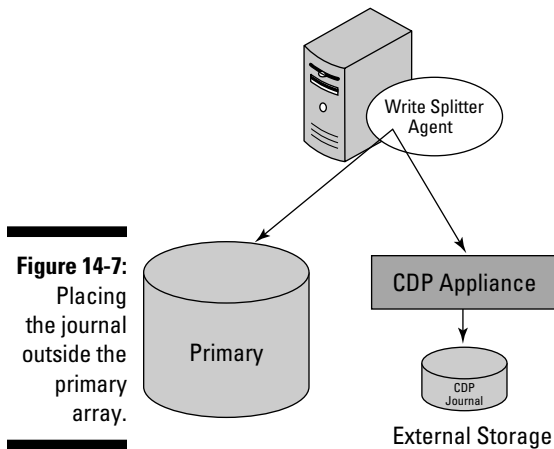 Write Splitter
Agent
Figure 14-7:
Placing
the journal
outside the
primary
array.
Primary
CDP Appliance
CDP
Journal
External Storage